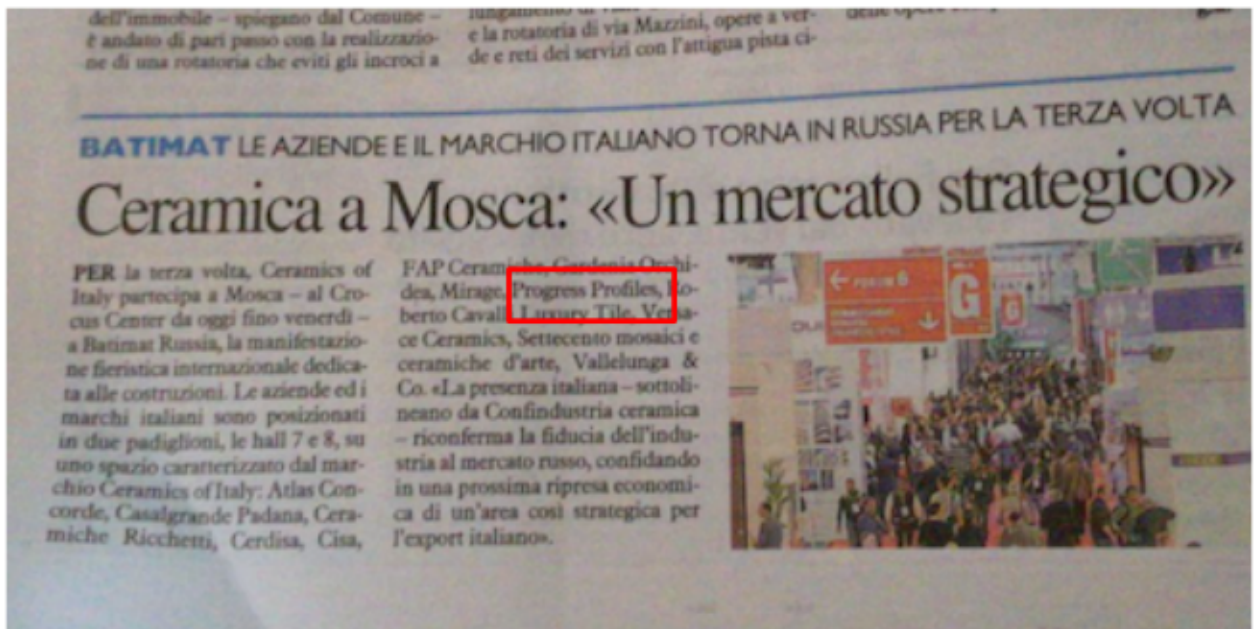 dell'immobile – spiegano dal Comune –
è andato di pari passo con la realizzazio-
ne di una rotatoria che eviti gli incroci a
e la rotatoria di via Mazzini, opere a ver-
de e reti dei servizi con l'attigua pista ci-
BATIMAT LE AZIENDE E IL MARCHIO ITALIANO TORNA IN RUSSIA PER LA TERZA VOLTA
Ceramica a Mosca: «Un mercato strategico»
PER la terza volta, Ceramics of
Italy partecipa a Mosca – al Cro-
cus Center da oggi fino venerdì –
a Batimat Russia, la manifestazio-
ne fieristica internazionale dedica-
ta alle costruzioni. Le aziende ed i
marchi italiani sono posizionati
in due padiglioni, le hall 7 e 8, su
uno spazio caratterizzato dal mar-
chio Ceramics of Italy: Atlas Con-
corde, Casalgrande Padana, Cera-
miche Ricchetti, Cerdisa, Cisa,
FAP Ceramiche, Gardenia Orchi-
dea, Mirage, Progress Profiles, Ro-
berto Cavalli Luxury Tile, Versa-
ce Ceramics, Settecento mosaici e
ceramiche d'arte, Vallelunga &
Co. «La presenza italiana – sottoli-
neano da Confindustria ceramica
– riconferma la fiducia dell'indu-
stria al mercato russo, confidando
in una prossima ripresa economi-
ca di un'area così strategica per
l'export italiano».
FORUM 6
G
G